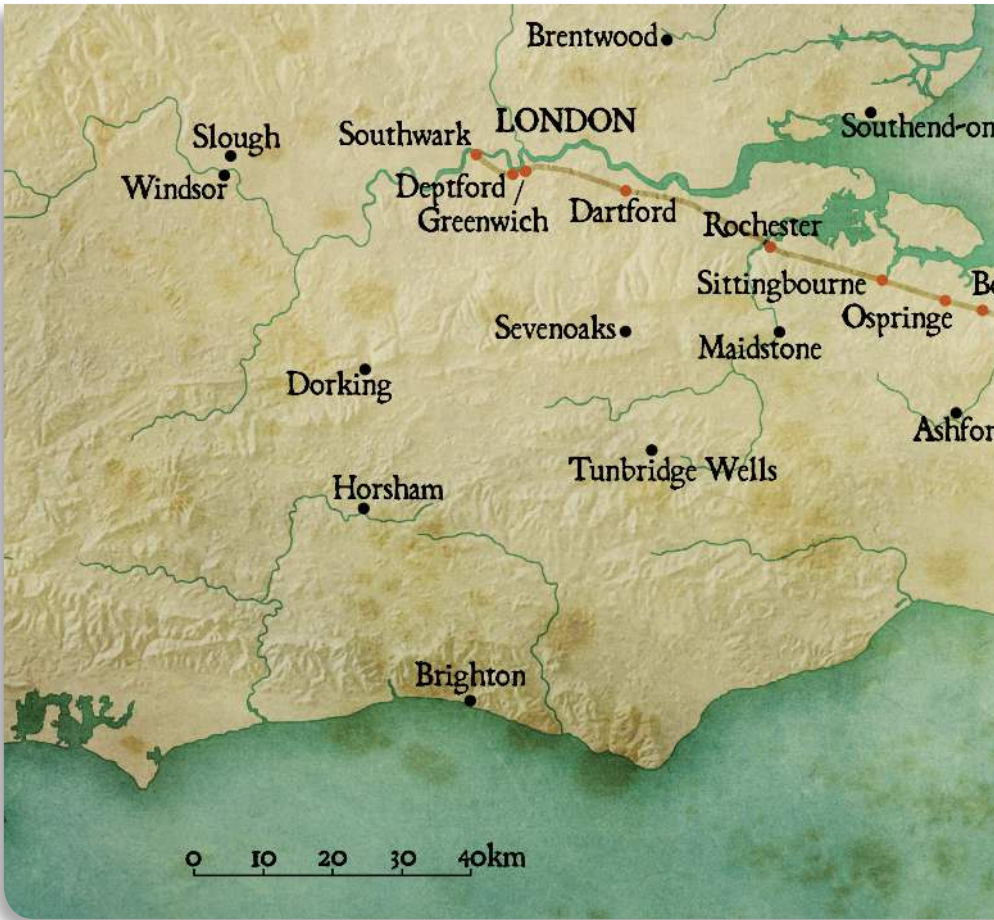 Brentwood
Southend-on
Slough
Southwark
LONDON
Windsor
Deptford
Greenwich
Dartford
Rochester
Sittingbourne
Ospringe
Sevenoaks
Maidstone
Dorking
Ashfor
Tunbridge Wells
Horsham
Brighton
0 10 20 30 40km